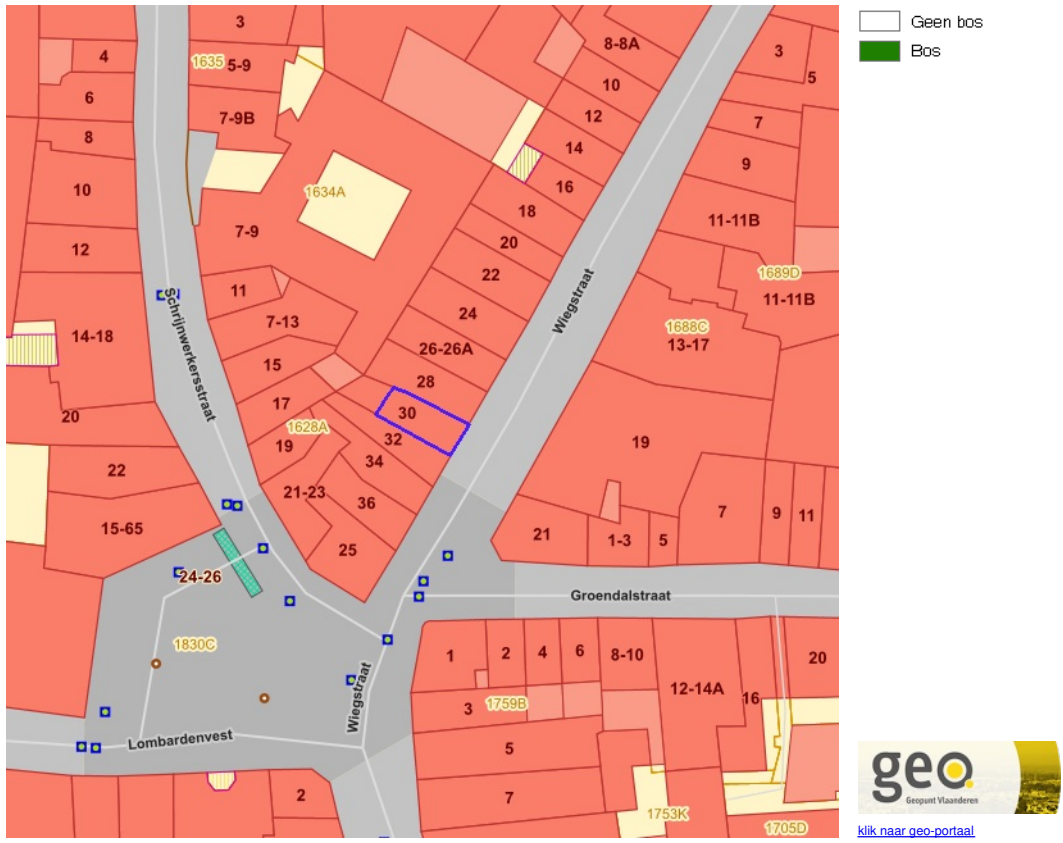 Geen bos
Bos
3
8-8A
3
5
4
1635
5-9
10
6
7-9B
12
7
8
14
9
10
1634A
16
18
11-11B
7-9
20
12
22
1689D
11
11-11B
Schrijnwerkersstraat
24
Wiegstraat
7-13
1688C
14-18
26-26A
13-17
15
28
17
30
20
1628A
32
19
19
34
22
21-23
36
7
9
11
15-65
25
21
1-3
5
24-26
Groendalstraat
1830C
1
2
4
6
8-10
20
12-14A
16
Wiegstraat
3
1759B
Lombardenvest
5
2
7
1753K
1705D
geo.
Geopunt Vlaanderen
klik naar geo-portaal